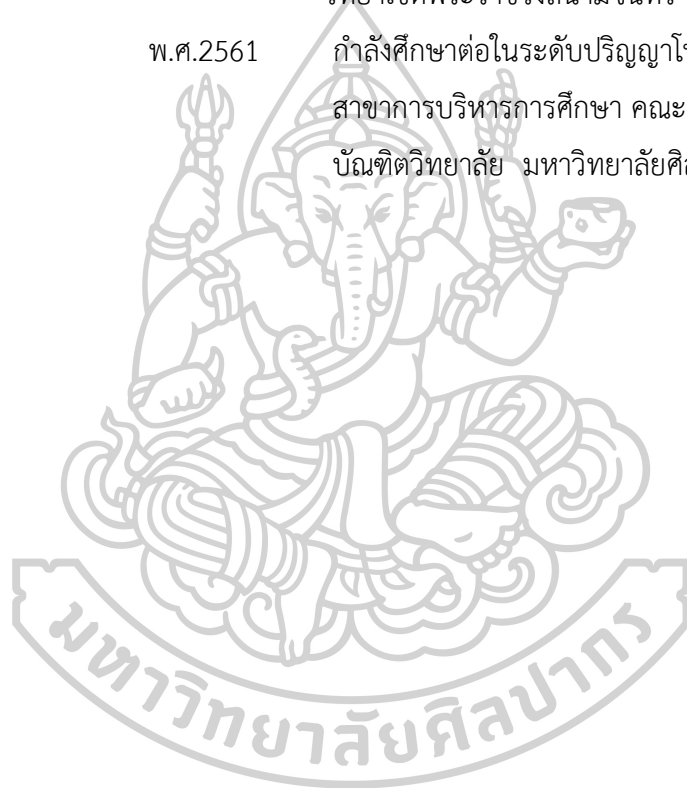 พ.ศ.2561 กำลังศึกษาต่อในระดับปริญญาโ
สาขาการบริหารการศึกษา คณะ
บัณฑิตวิทยาลัย มหาวิทยาลัยศิล
มหาวิทยาลัยศิลปากร